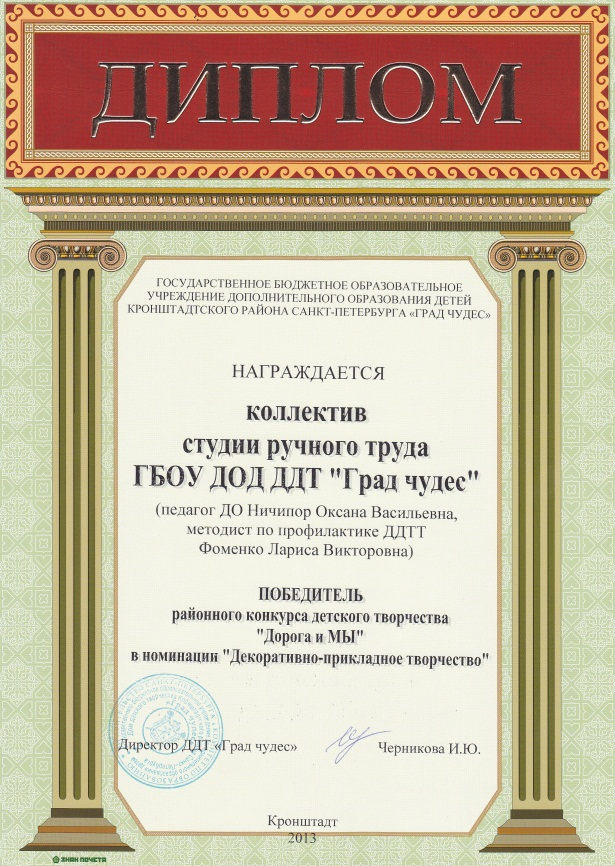 ДИПЛОМ
ГОСУДАРСТВЕННОЕ БЮДЖЕТНОЕ ОБРАЗОВАТЕЛЬНОЕ
УЧРЕЖДЕНИЕ ДОПОЛНИТЕЛЬНОГО ОБРАЗОВАНИЯ ДЕТЕЙ
КРОНШТАДТСКОГО РАЙОНА САНКТ-ПЕТЕРБУРГА «ГРАД ЧУДЕС»
НАГРАЖДАЕТСЯ
коллектив
студии ручного труда
ГБОУ ДОД ДДТ "Град чудес"
(педагог ДО Ничипор Оксана Васильевна,
методист по профилактике ДДТТ
Фоменко Лариса Викторовна)
ПОБЕДИТЕЛЬ
районного конкурса детского творчества
"Дорога и МЫ"
в номинации "Декоративно-прикладное творчество"
Директор ДДТ «Град чудес» Черникова И.Ю.
Кронштадт
2013
ЗНАК ПОЧЕТА